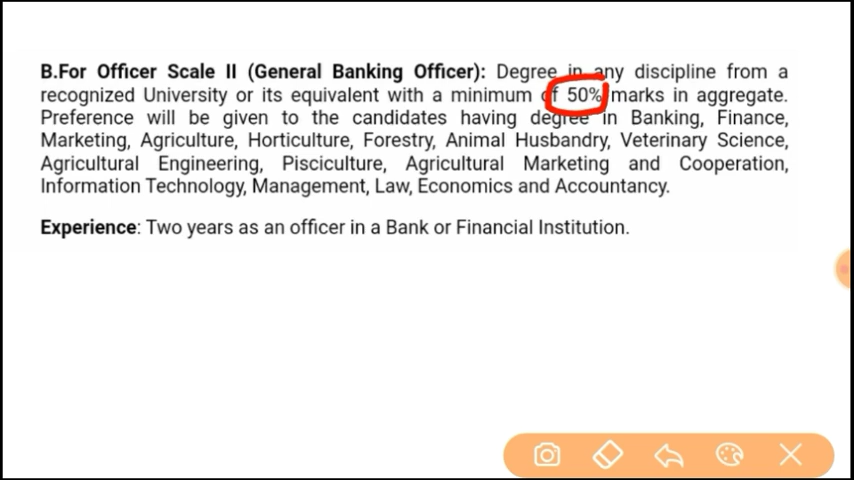 B.For Officer Scale II (General Banking Officer): Degree in any discipline from a
recognized University or its equivalent with a minimum of 50% marks in aggregate.
Preference will be given to the candidates having degree in Banking, Finance,
Marketing, Agriculture, Horticulture, Forestry, Animal Husbandry, Veterinary Science,
Agricultural Engineering, Pisciculture, Agricultural Marketing and Cooperation,
Information Technology, Management, Law, Economics and Accountancy.
Experience: Two years as an officer in a Bank or Financial Institution.